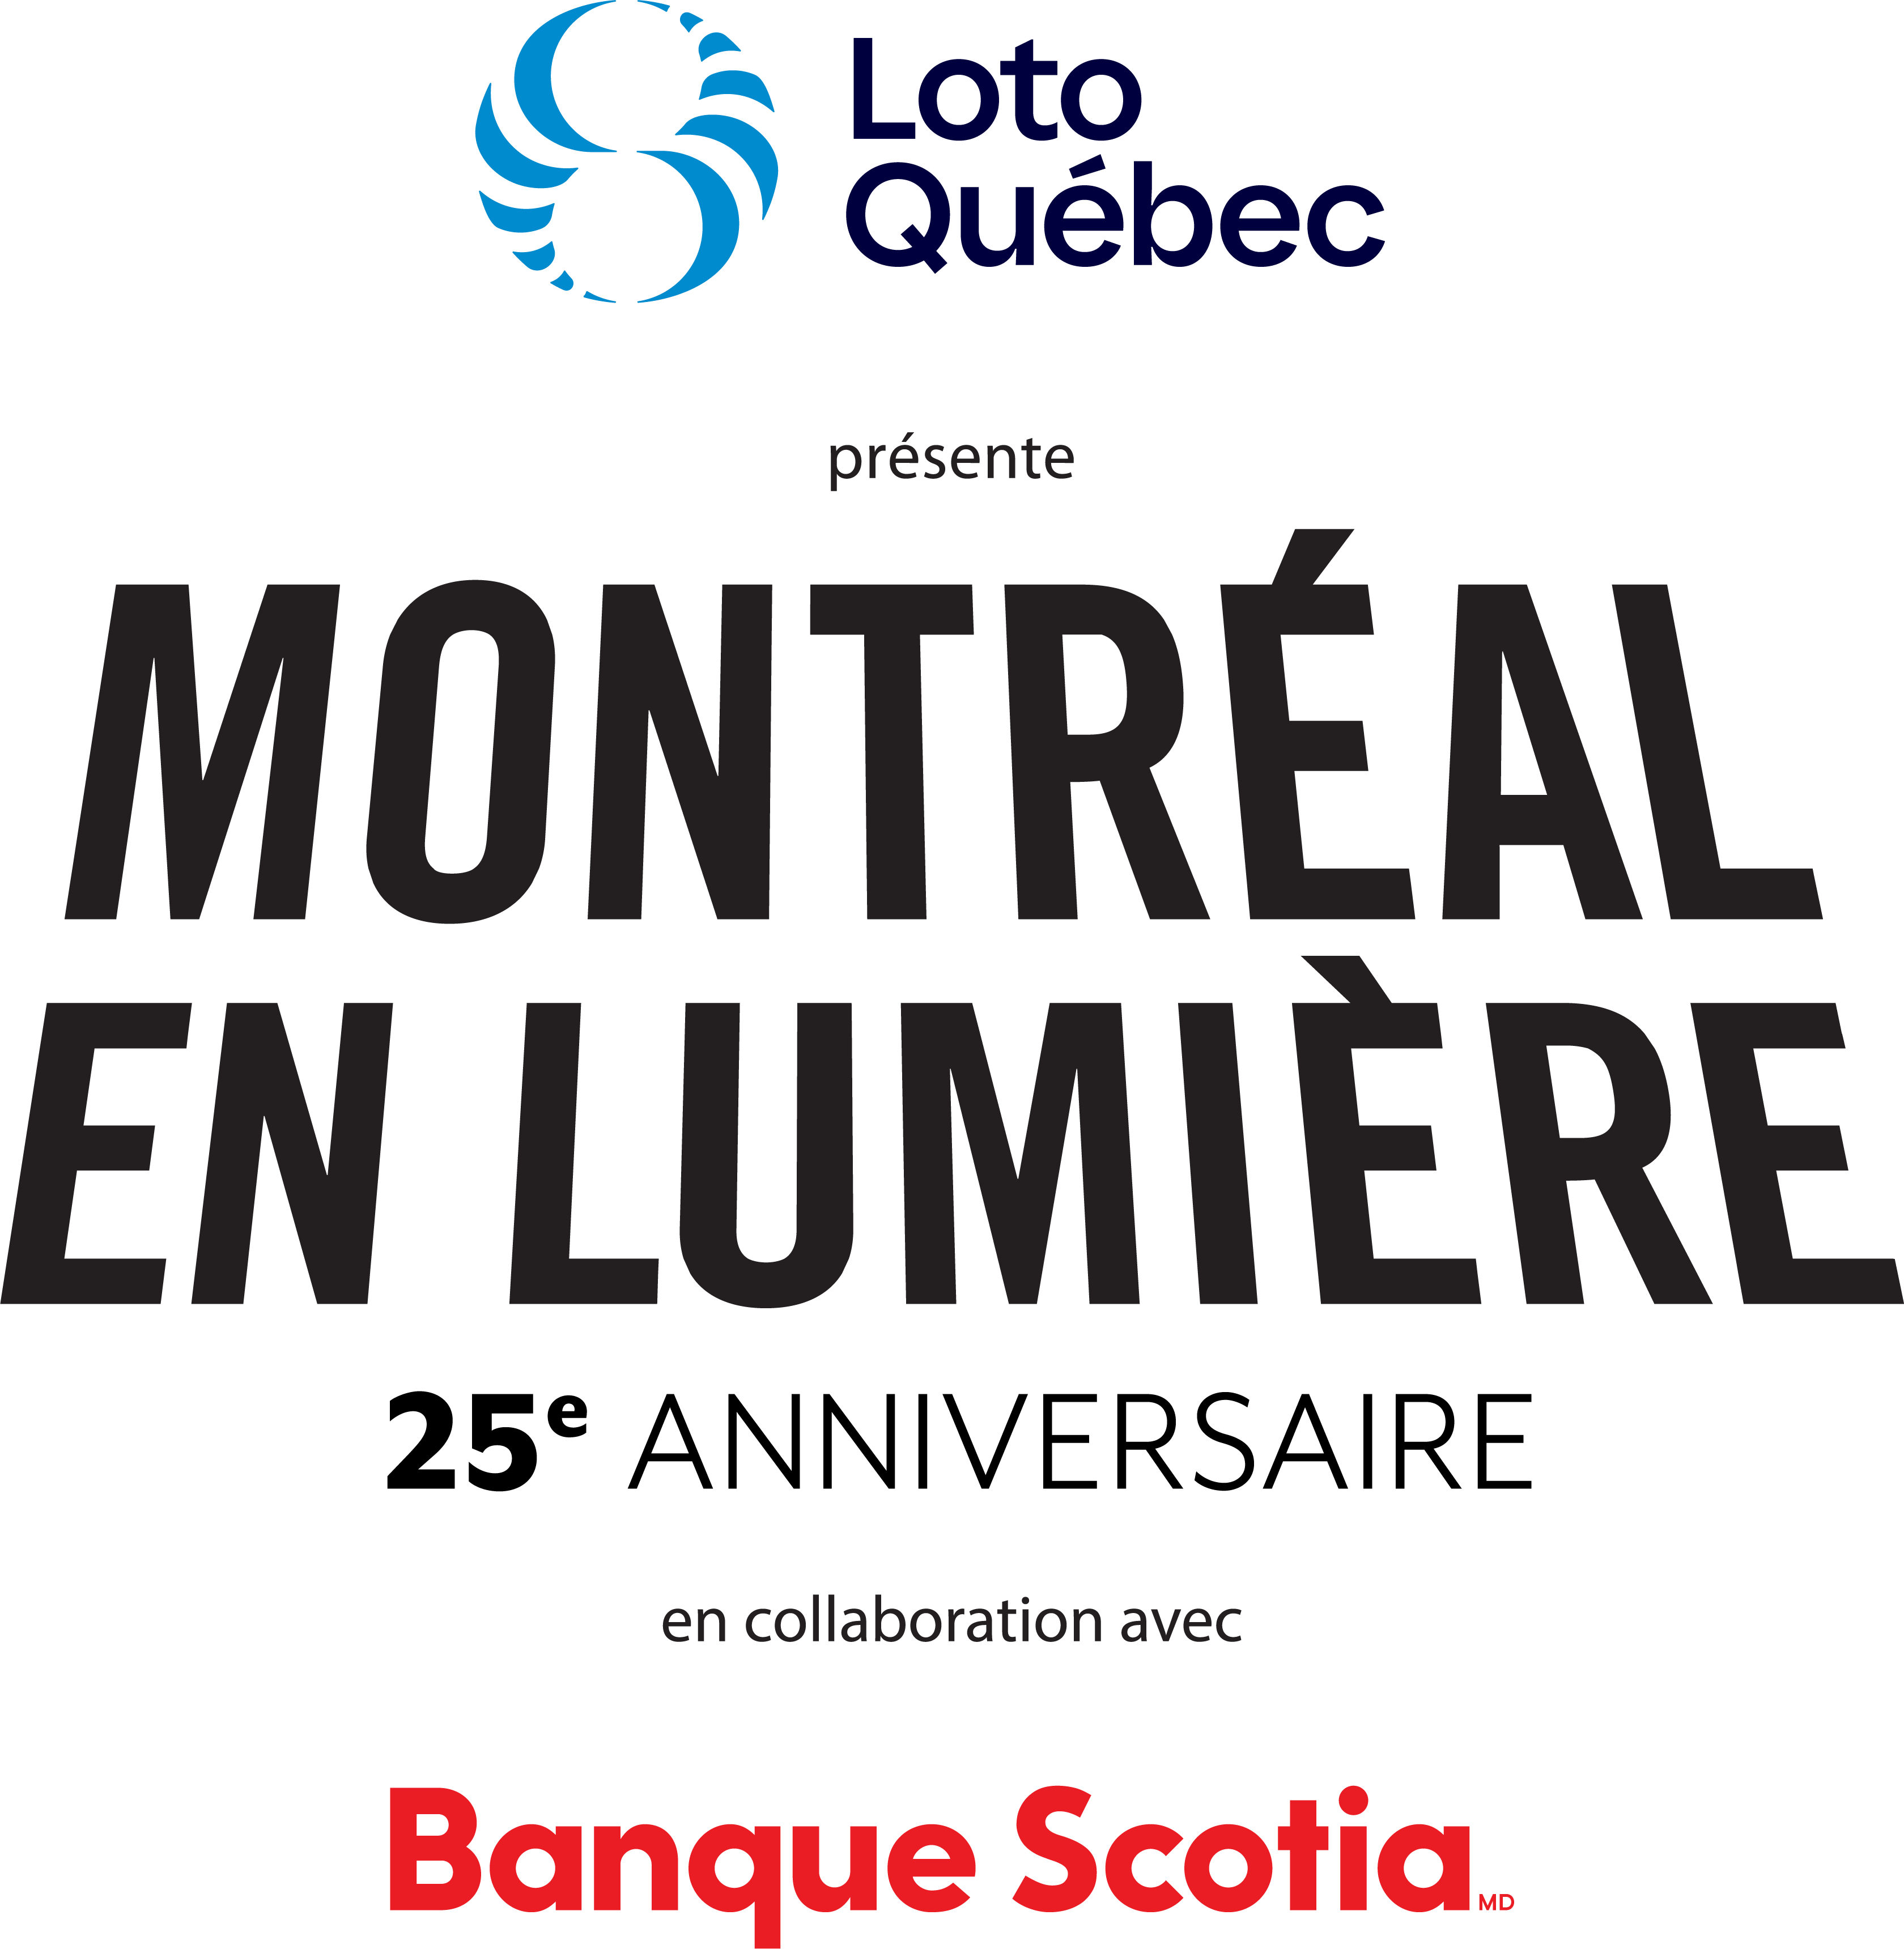 Loto
Québec
présente
MONTRÉAL
EN LUMIÈRE
25e ANNIVERSAIRE
en collaboration avec
Banque Scotia MD